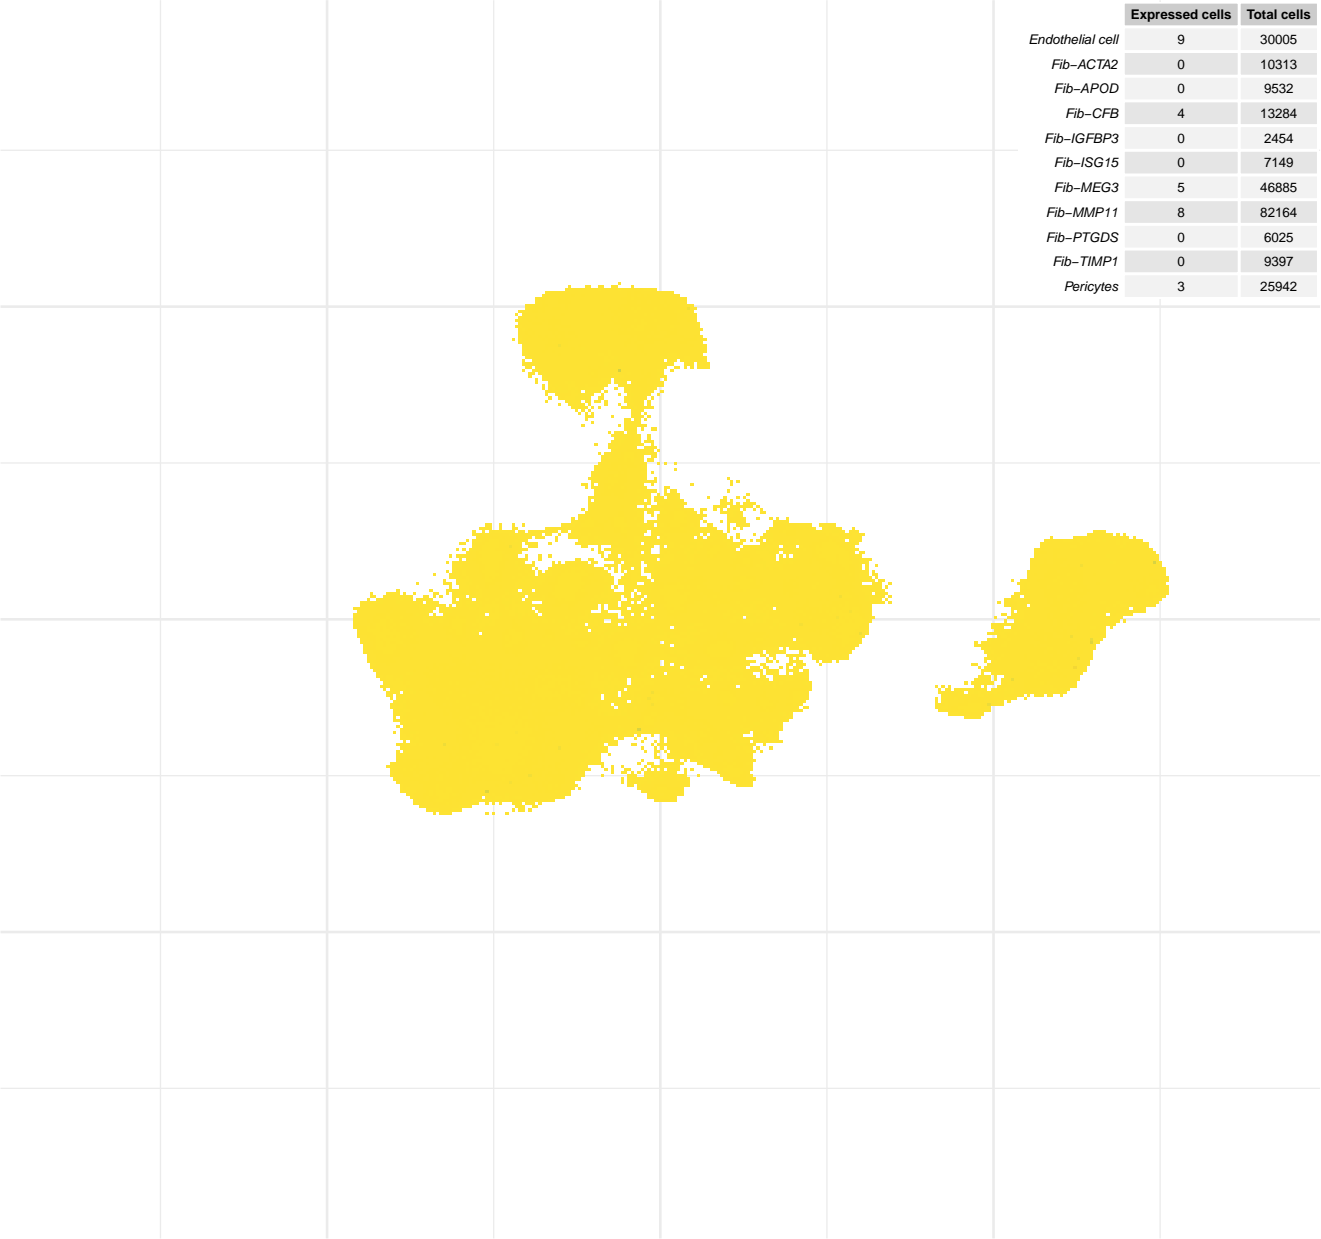 Expressed cells Total cells
Endothelial cell 9 30005
Fib−ACTA2 0 10313
Fib−APOD 0 9532
Fib−CFB 4 13284
Fib−IGFBP3 0 2454
Fib−ISG15 0 7149
Fib−MEG3 5 46885
Fib−MMP11 8 82164
Fib−PTGDS 0 6025
Fib−TIMP1 0 9397
Pericytes 3 25942